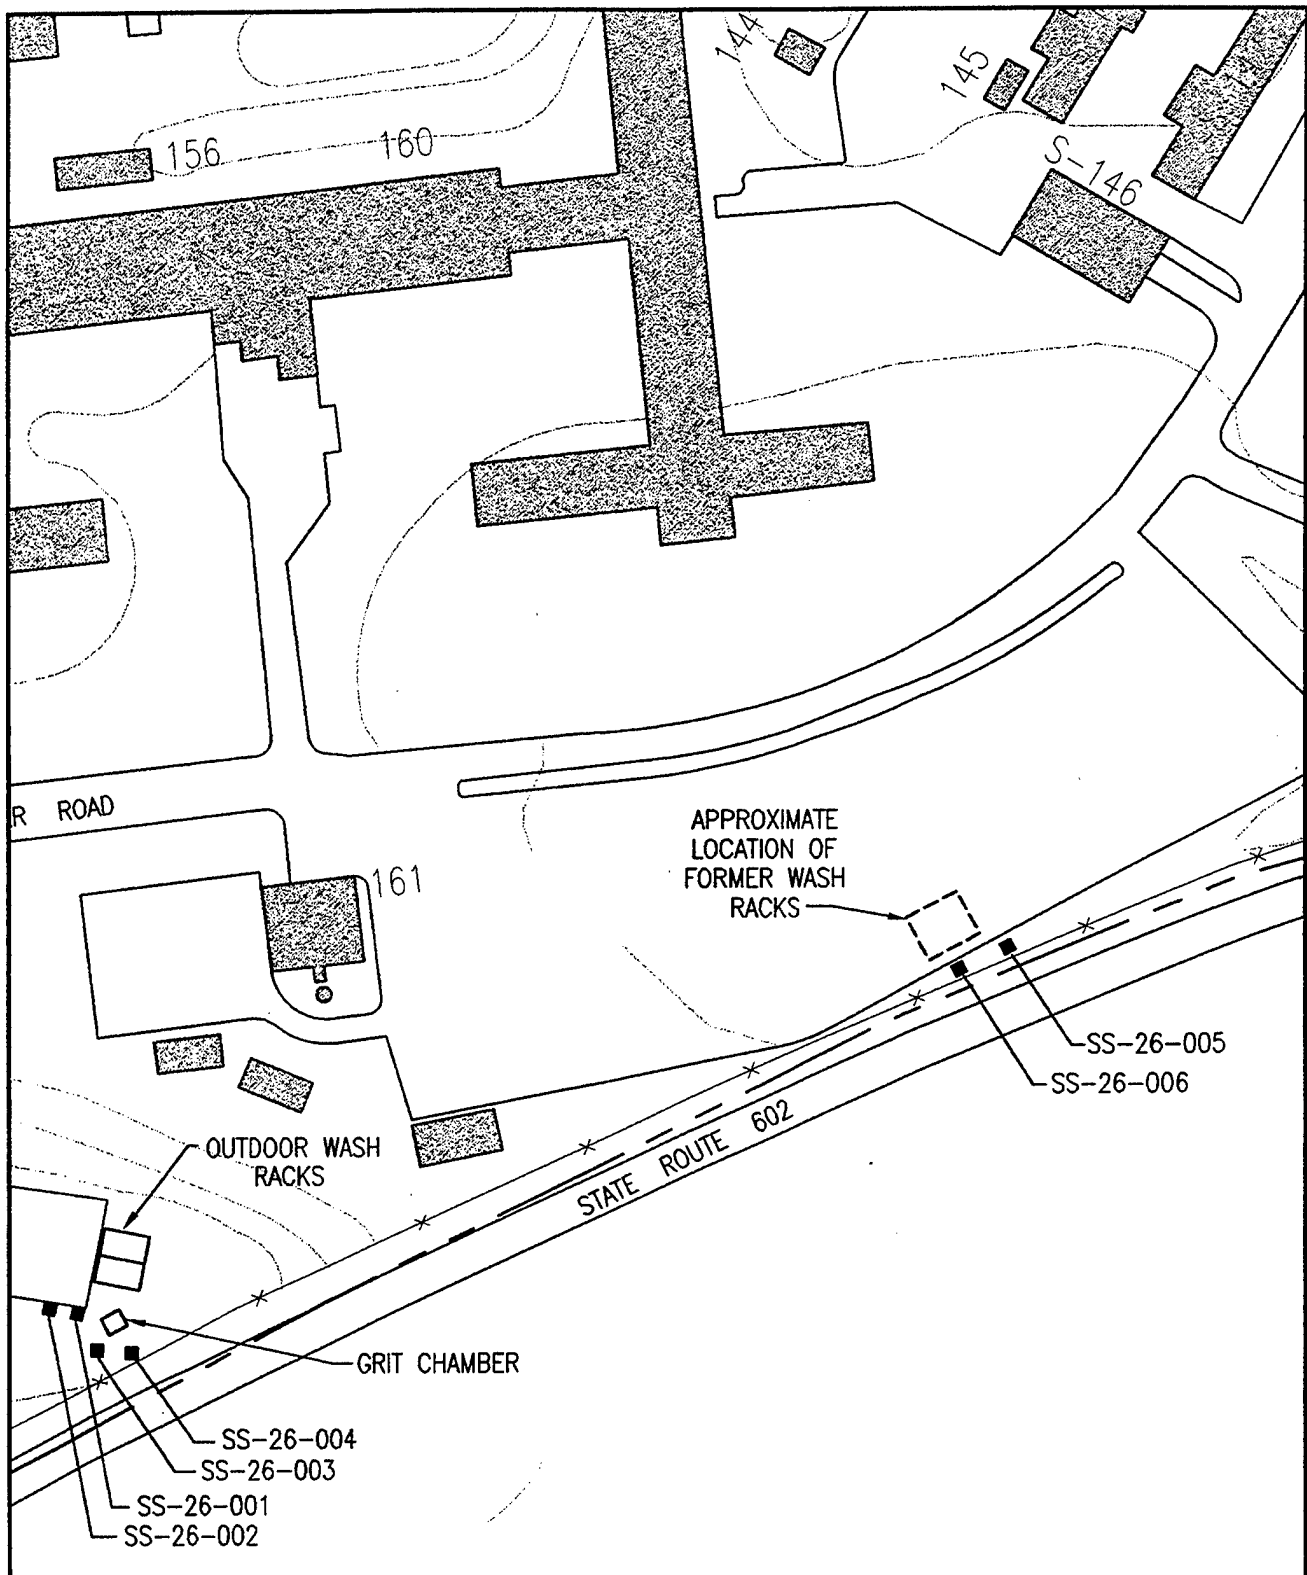 144
145
156
160
S-146
R ROAD
161
APPROXIMATE
LOCATION OF
FORMER WASH
RACKS
SS-26-005
SS-26-006
STATE ROUTE 602
OUTDOOR WASH
RACKS
GRIT CHAMBER
SS-26-004
SS-26-003
SS-26-001
SS-26-002